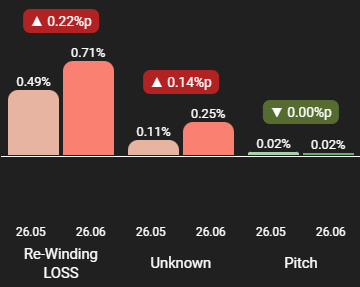 ▲ 0.22%p
0.49%
0.71%
▲ 0.14%p
0.11%
0.25%
▼ 0.00%p
0.02%
0.02%
26.05 26.06 26.05 26.06 26.05 26.06
Re-Winding
LOSS
Unknown
Pitch